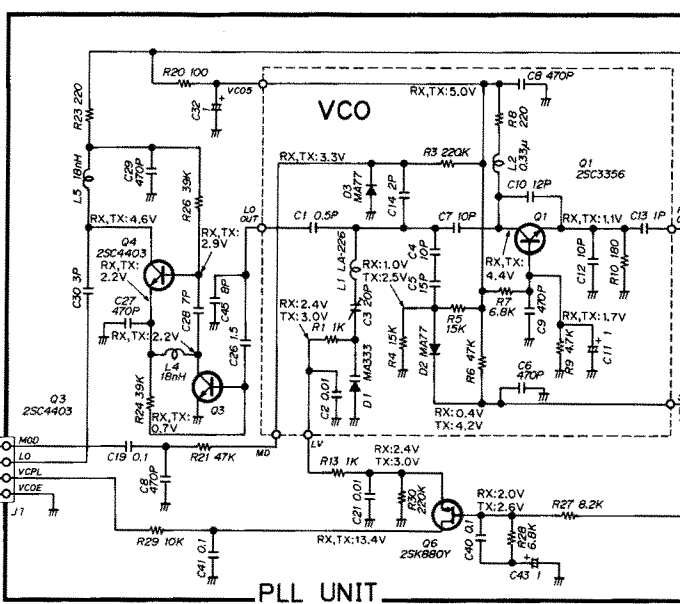 VCO
PLL UNIT
R20 100
VCO5
C32
+
RX,TX:5.0V
C8 470P
R8 220
R23 220
L5 18nH
C29 470P
R26 39K
RX,TX:3.3V
R3 220K
D3 MA77
C14 2P
L2 0.33μ
C10 12P
Q1
2SC3356
LO OUT
C1 0.5P
C7 10P
Q1
RX,TX:1.1V
C13 1P
RX,TX:4.6V
Q4
2SC4403
RX,TX:
2.2V
RX,TX:
2.9V
C30 3P
C27
470P
C28 7P
C45 8P
C26 1.5
L1 LA-226
C3 20P
C4 10P
C5 15P
RX:1.0V
TX:2.5V
RX,TX:
4.4V
R7
6.8K
C9 470P
C12 10P
R10 180
RX,TX:1.7V
RX:2.4V
TX:3.0V
R1 1K
R4 15K
D2 MA77
R5
15K
R6 47K
R9 4.7K
C11 1
+
RX,TX:2.2V
L4
18nH
Q3
MA333
D1
C2 0.01
C6
470P
R24 39K
RX,TX:
0.7V
RX:0.4V
TX:4.2V
Q3
2SC4403
MOD
LO
VCPL
VCOE
J1
C19 0.1
C8
470P
R21 47K
MD
LV
R13 1K
RX:2.4V
TX:3.0V
C21 0.01
R30
220K
RX:2.0V
TX:2.6V
R27 8.2K
R29 10K
C41 0.1
RX,TX:13.4V
Q6
2SK880Y
C40 0.1
R28
6.8K
C43 1
+